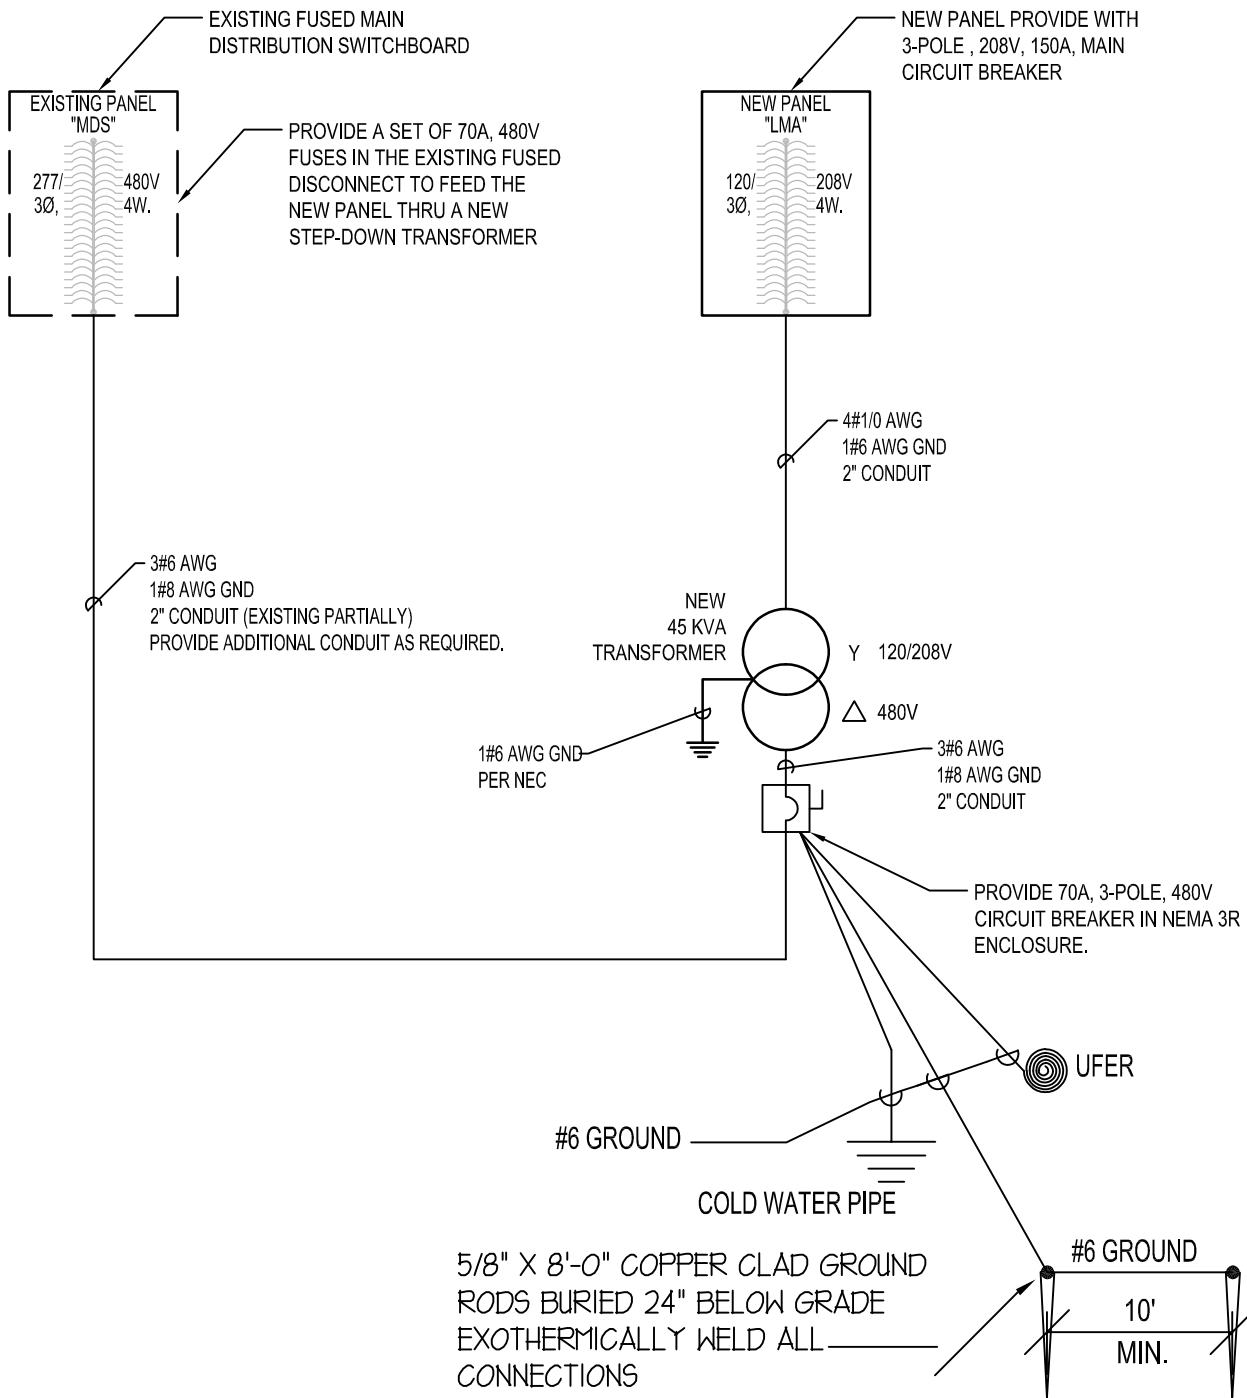 EXISTING FUSED MAIN
DISTRIBUTION SWITCHBOARD
NEW PANEL PROVIDE WITH
3-POLE , 208V, 150A, MAIN
CIRCUIT BREAKER
EXISTING PANEL
"MDS"
277/ 480V
3Ø, 4W.
PROVIDE A SET OF 70A, 480V
FUSES IN THE EXISTING FUSED
DISCONNECT TO FEED THE
NEW PANEL THRU A NEW
STEP-DOWN TRANSFORMER
NEW PANEL
"LMA"
120/ 208V
3Ø, 4W.
4#1/0 AWG
1#6 AWG GND
2" CONDUIT
3#6 AWG
1#8 AWG GND
2" CONDUIT (EXISTING PARTIALLY)
PROVIDE ADDITIONAL CONDUIT AS REQUIRED.
NEW
45 KVA
TRANSFORMER
Y 120/208V
480V
1#6 AWG GND
PER NEC
3#6 AWG
1#8 AWG GND
2" CONDUIT
PROVIDE 70A, 3-POLE, 480V
CIRCUIT BREAKER IN NEMA 3R
ENCLOSURE.
UFER
#6 GROUND
COLD WATER PIPE
5/8" X 8'-0" COPPER CLAD GROUND
RODS BURIED 24" BELOW GRADE
EXOTHERMICALLY WELD ALL
CONNECTIONS
#6 GROUND
10'
MIN.